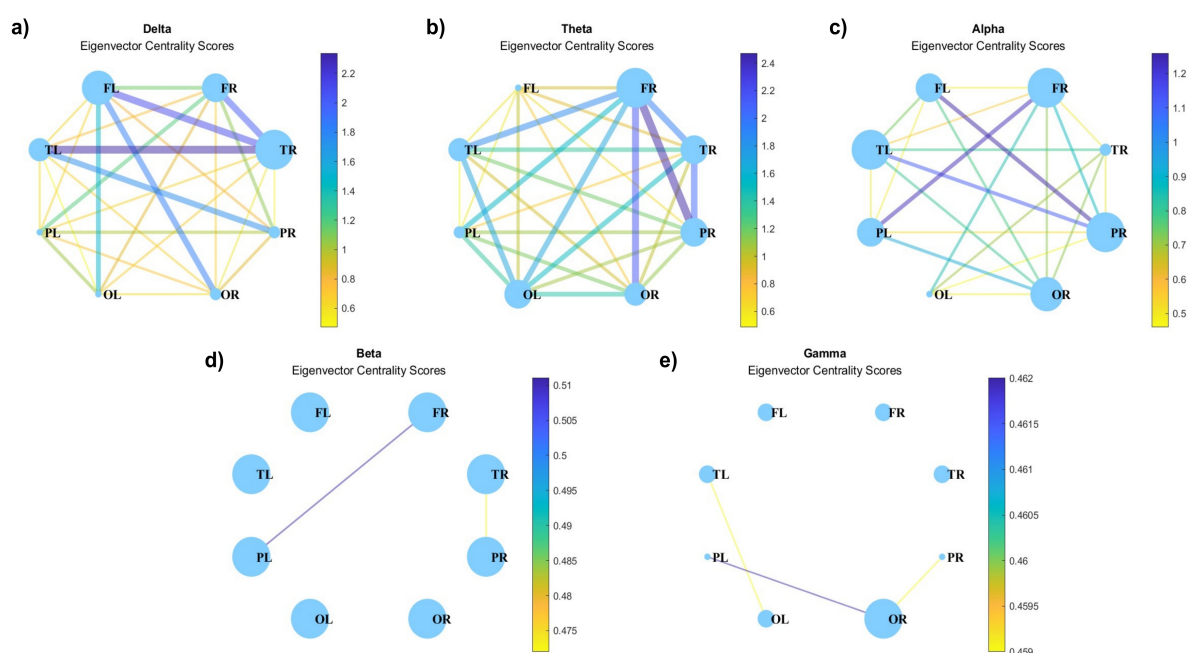 a)
Delta
Eigenvector Centrality Scores
FL
FR
TL
TR
PL
PR
OL
OR
2.2
2
1.8
1.6
1.4
1.2
1
0.8
0.6
b)
Theta
Eigenvector Centrality Scores
FL
FR
TL
TR
PL
PR
OL
OR
2.4
2.2
2
1.8
1.6
1.4
1.2
1
0.8
0.6
c)
Alpha
Eigenvector Centrality Scores
FL
FR
TL
TR
PL
PR
OL
OR
1.2
1.1
1
0.9
0.8
0.7
0.6
0.5
d)
Beta
Eigenvector Centrality Scores
FL
FR
TL
TR
PL
PR
OL
OR
0.51
0.505
0.5
0.495
0.49
0.485
0.48
0.475
e)
Gamma
Eigenvector Centrality Scores
FL
FR
TL
TR
PL
PR
OL
OR
0.462
0.4615
0.461
0.4605
0.46
0.4595
0.459